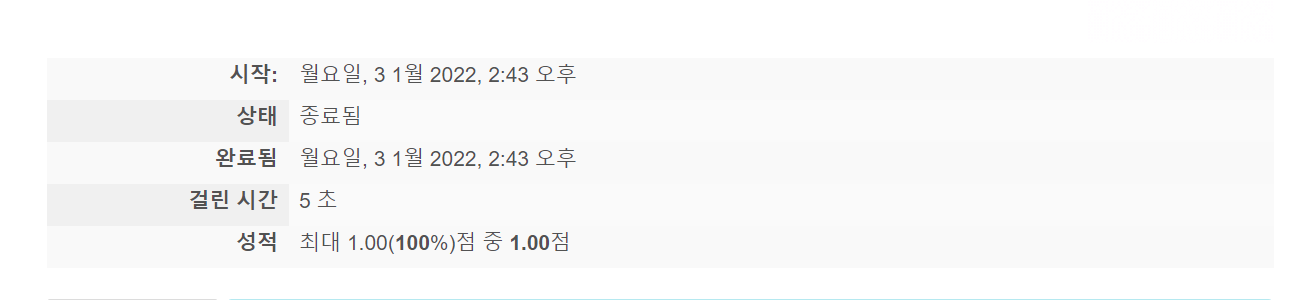 시작: 월요일, 3 1월 2022, 2:43 오후
상태 종료됨
완료됨 월요일, 3 1월 2022, 2:43 오후
걸린 시간 5 초
성적 최대 1.00(100%)점 중 1.00점